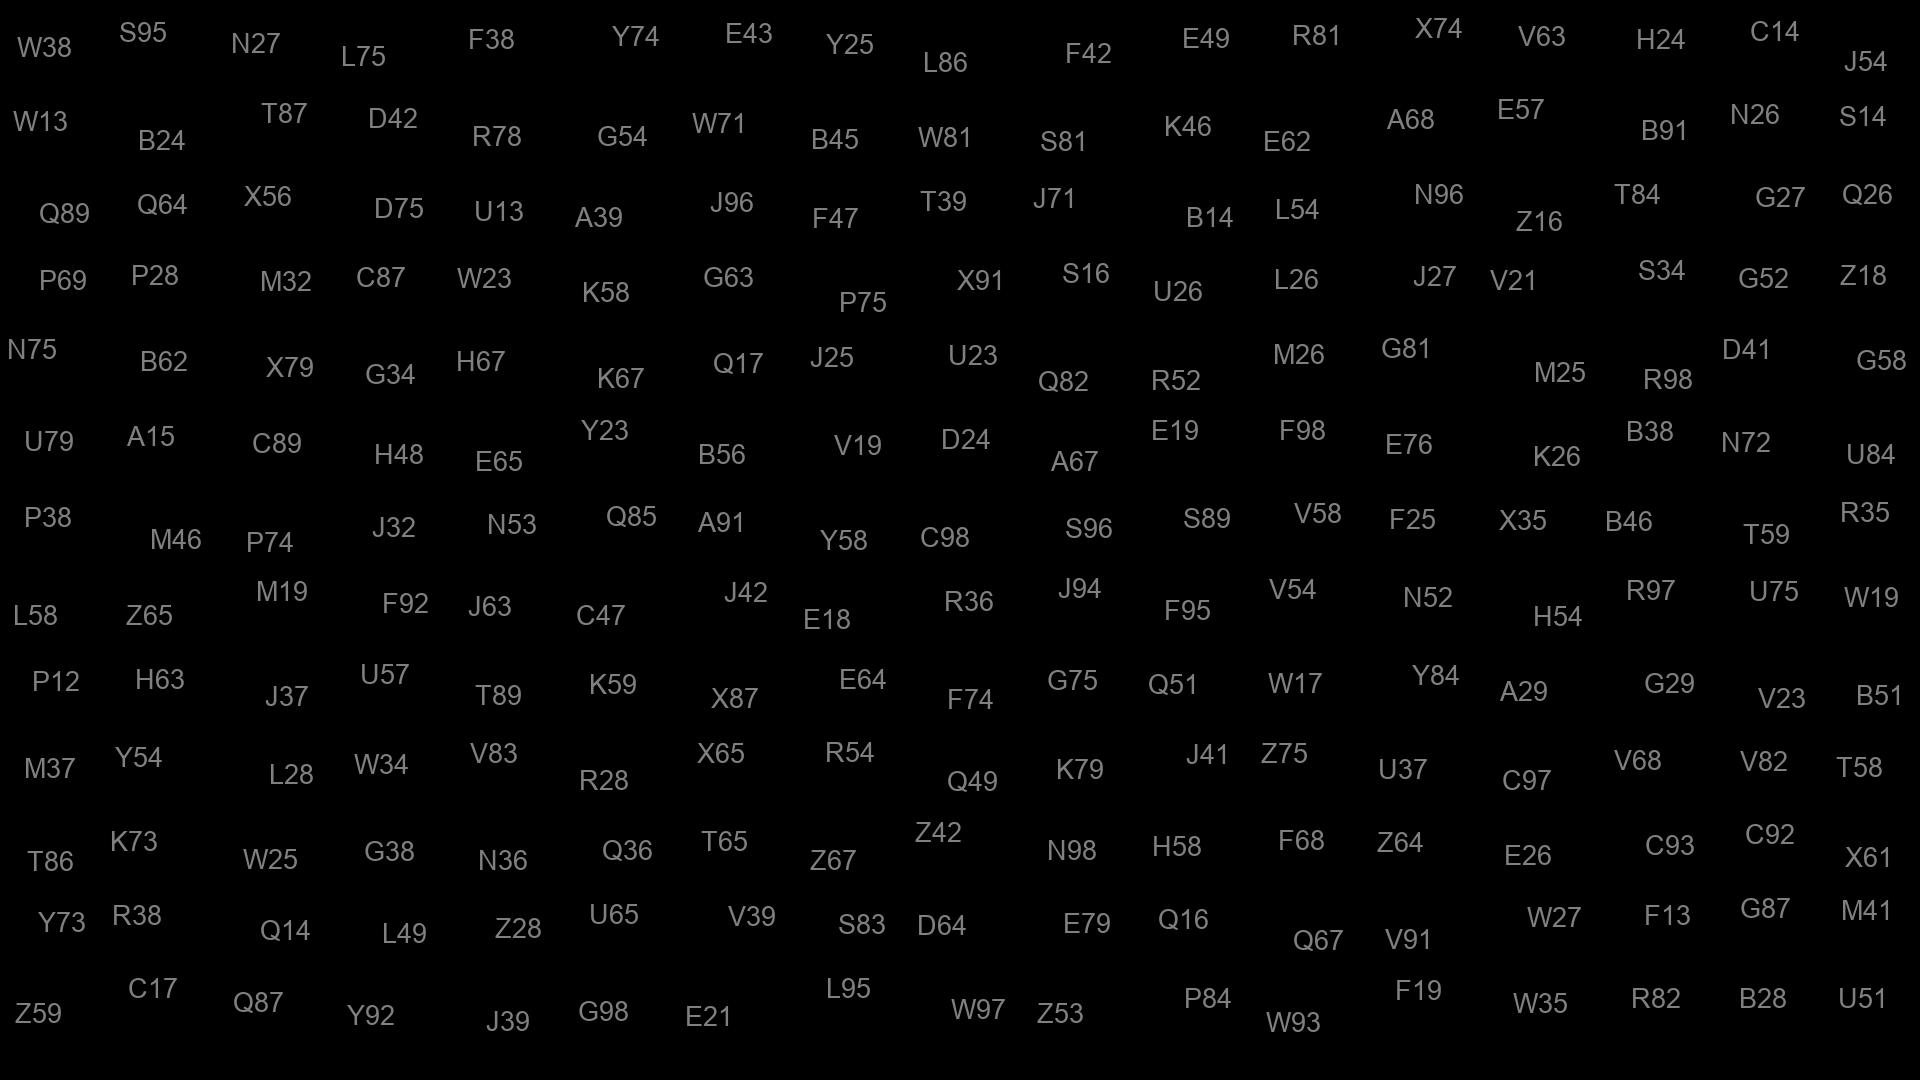 W38 S95 N27 L75 F38 Y74 E43 Y25 L86 F42 E49 R81 X74 V63 H24 C14 J54
W13 B24 T87 D42 R78 G54 W71 B45 W81 S81 K46 E62 A68 E57 B91 N26 S14
Q89 Q64 X56 D75 U13 A39 J96 F47 T39 J71 B14 L54 N96 Z16 T84 G27 Q26
P69 P28 M32 C87 W23 K58 G63 P75 X91 S16 U26 L26 J27 V21 S34 G52 Z18
N75 B62 X79 G34 H67 K67 Q17 J25 U23 Q82 R52 M26 G81 M25 R98 D41 G58
U79 A15 C89 H48 E65 Y23 B56 V19 D24 A67 E19 F98 E76 K26 B38 N72 U84
P38 M46 P74 J32 N53 Q85 A91 Y58 C98 S96 S89 V58 F25 X35 B46 T59 R35
L58 Z65 M19 F92 J63 C47 J42 E18 R36 J94 F95 V54 N52 H54 R97 U75 W19
P12 H63 J37 U57 T89 K59 X87 E64 F74 G75 Q51 W17 Y84 A29 G29 V23 B51
M37 Y54 L28 W34 V83 R28 X65 R54 Q49 K79 J41 Z75 U37 C97 V68 V82 T58
T86 K73 W25 G38 N36 Q36 T65 Z67 Z42 N98 H58 F68 Z64 E26 C93 C92 X61
Y73 R38 Q14 L49 Z28 U65 V39 S83 D64 E79 Q16 Q67 V91 W27 F13 G87 M41
Z59 C17 Q87 Y92 J39 G98 E21 L95 W97 Z53 P84 W93 F19 W35 R82 B28 U51